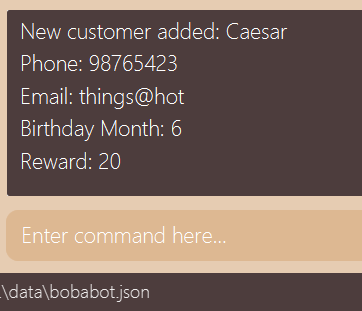 New customer added: Caesar
Phone: 98765423
Email: things@hot
Birthday Month: 6
Reward: 20
Enter command here...
\data\bobabot.json